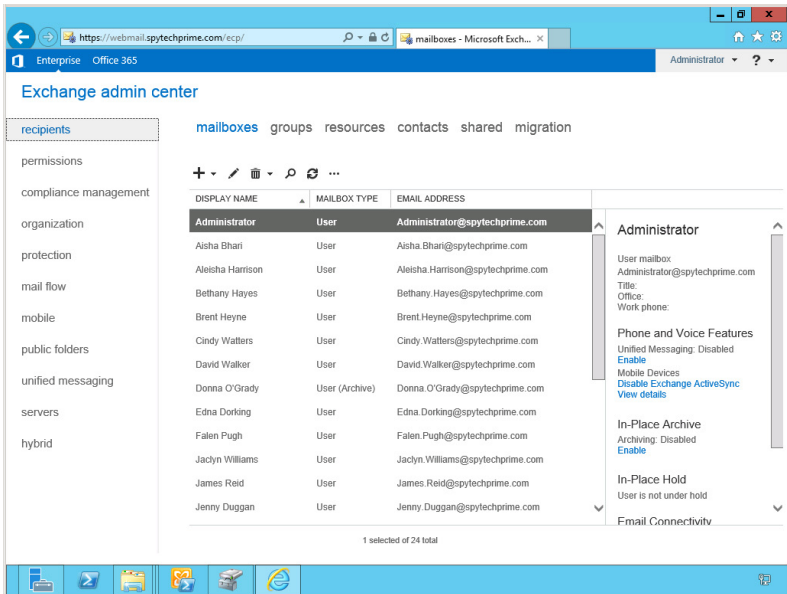 https://webmail.spytechprime.com/ecp/
mailboxes - Microsoft Exch...
Enterprise Office 365
Administrator ?
Exchange admin center
recipients
permissions
compliance management
organization
protection
mail flow
mobile
public folders
unified messaging
servers
hybrid
mailboxes groups resources contacts shared migration
DISPLAY NAME MAILBOX TYPE EMAIL ADDRESS
Administrator User Administrator@spytechprime.com
Aisha Bhari User Aisha.Bhari@spytechprime.com
Aleisha Harrison User Aleisha.Harrison@spytechprime.com
Bethany Hayes User Bethany.Hayes@spytechprime.com
Brent Heyne User Brent.Heyne@spytechprime.com
Cindy Watters User Cindy.Watters@spytechprime.com
David Walker User David.Walker@spytechprime.com
Donna O'Grady User (Archive) Donna.O'Grady@spytechprime.com
Edna Dorking User Edna.Dorking@spytechprime.com
Falen Pugh User Falen.Pugh@spytechprime.com
Jaclyn Williams User Jaclyn.Williams@spytechprime.com
James Reid User James.Reid@spytechprime.com
Jenny Duggan User Jenny.Duggan@spytechprime.com
1 selected of 24 total
Administrator
User mailbox
Administrator@spytechprime.com
Title:
Office:
Work phone:
Phone and Voice Features
Unified Messaging: Disabled
Enable
Mobile Devices
Disable Exchange ActiveSync
View details
In-Place Archive
Archiving: Disabled
Enable
In-Place Hold
User is not under hold
Email Connectivity